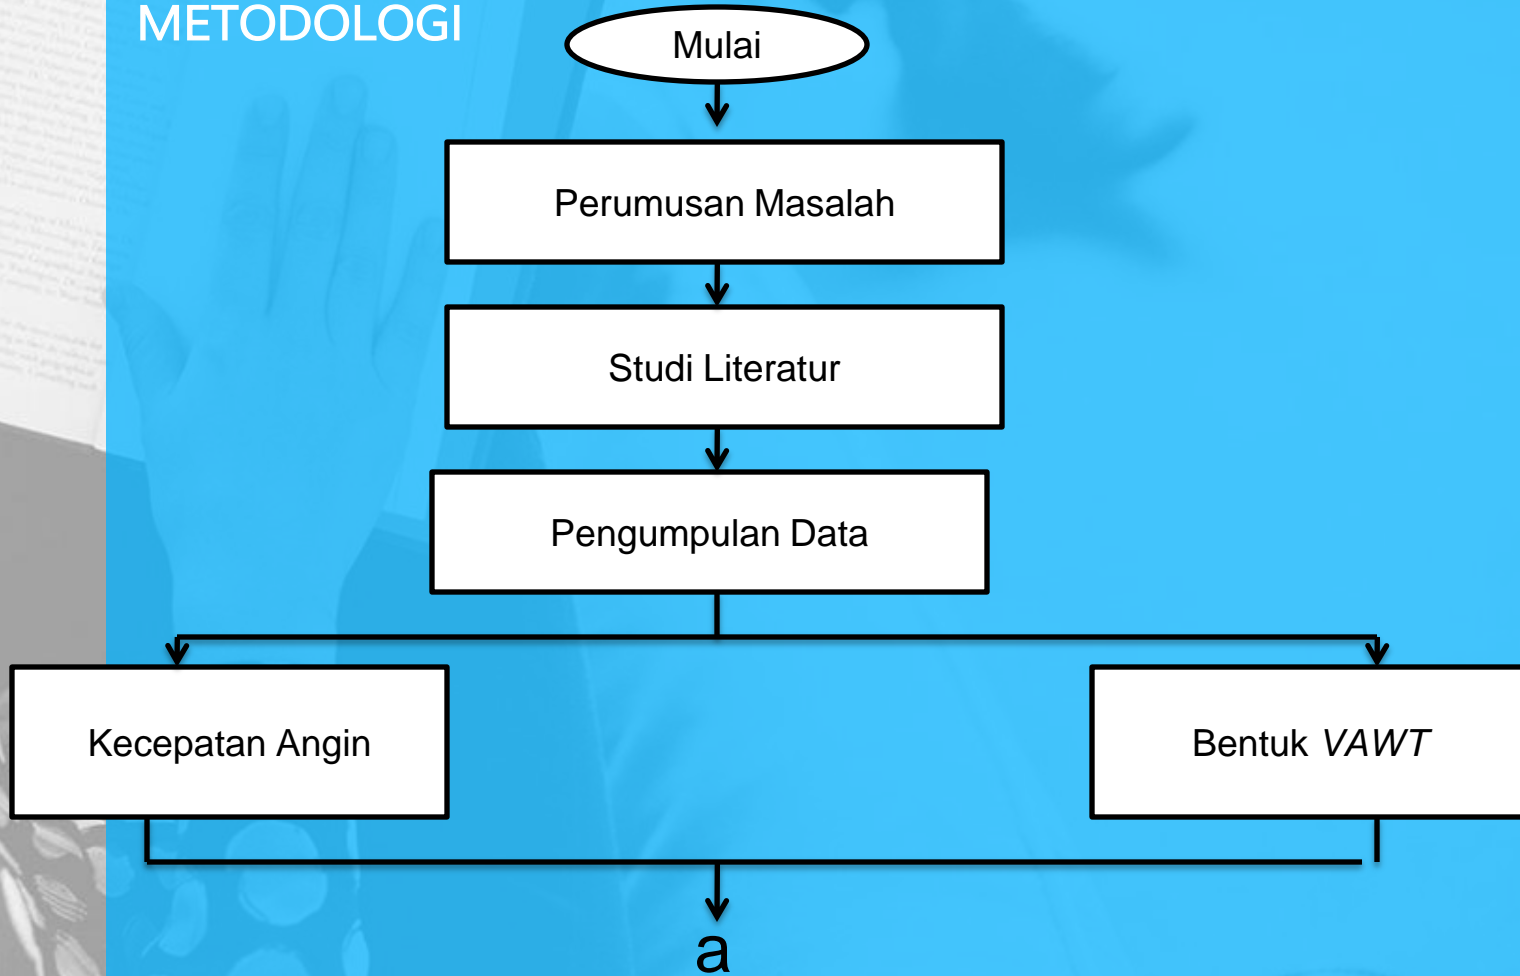 METODOLOGI
Mulai
Perumusan Masalah
Studi Literatur
Pengumpulan Data
Kecepatan Angin
Bentuk VAWT
a